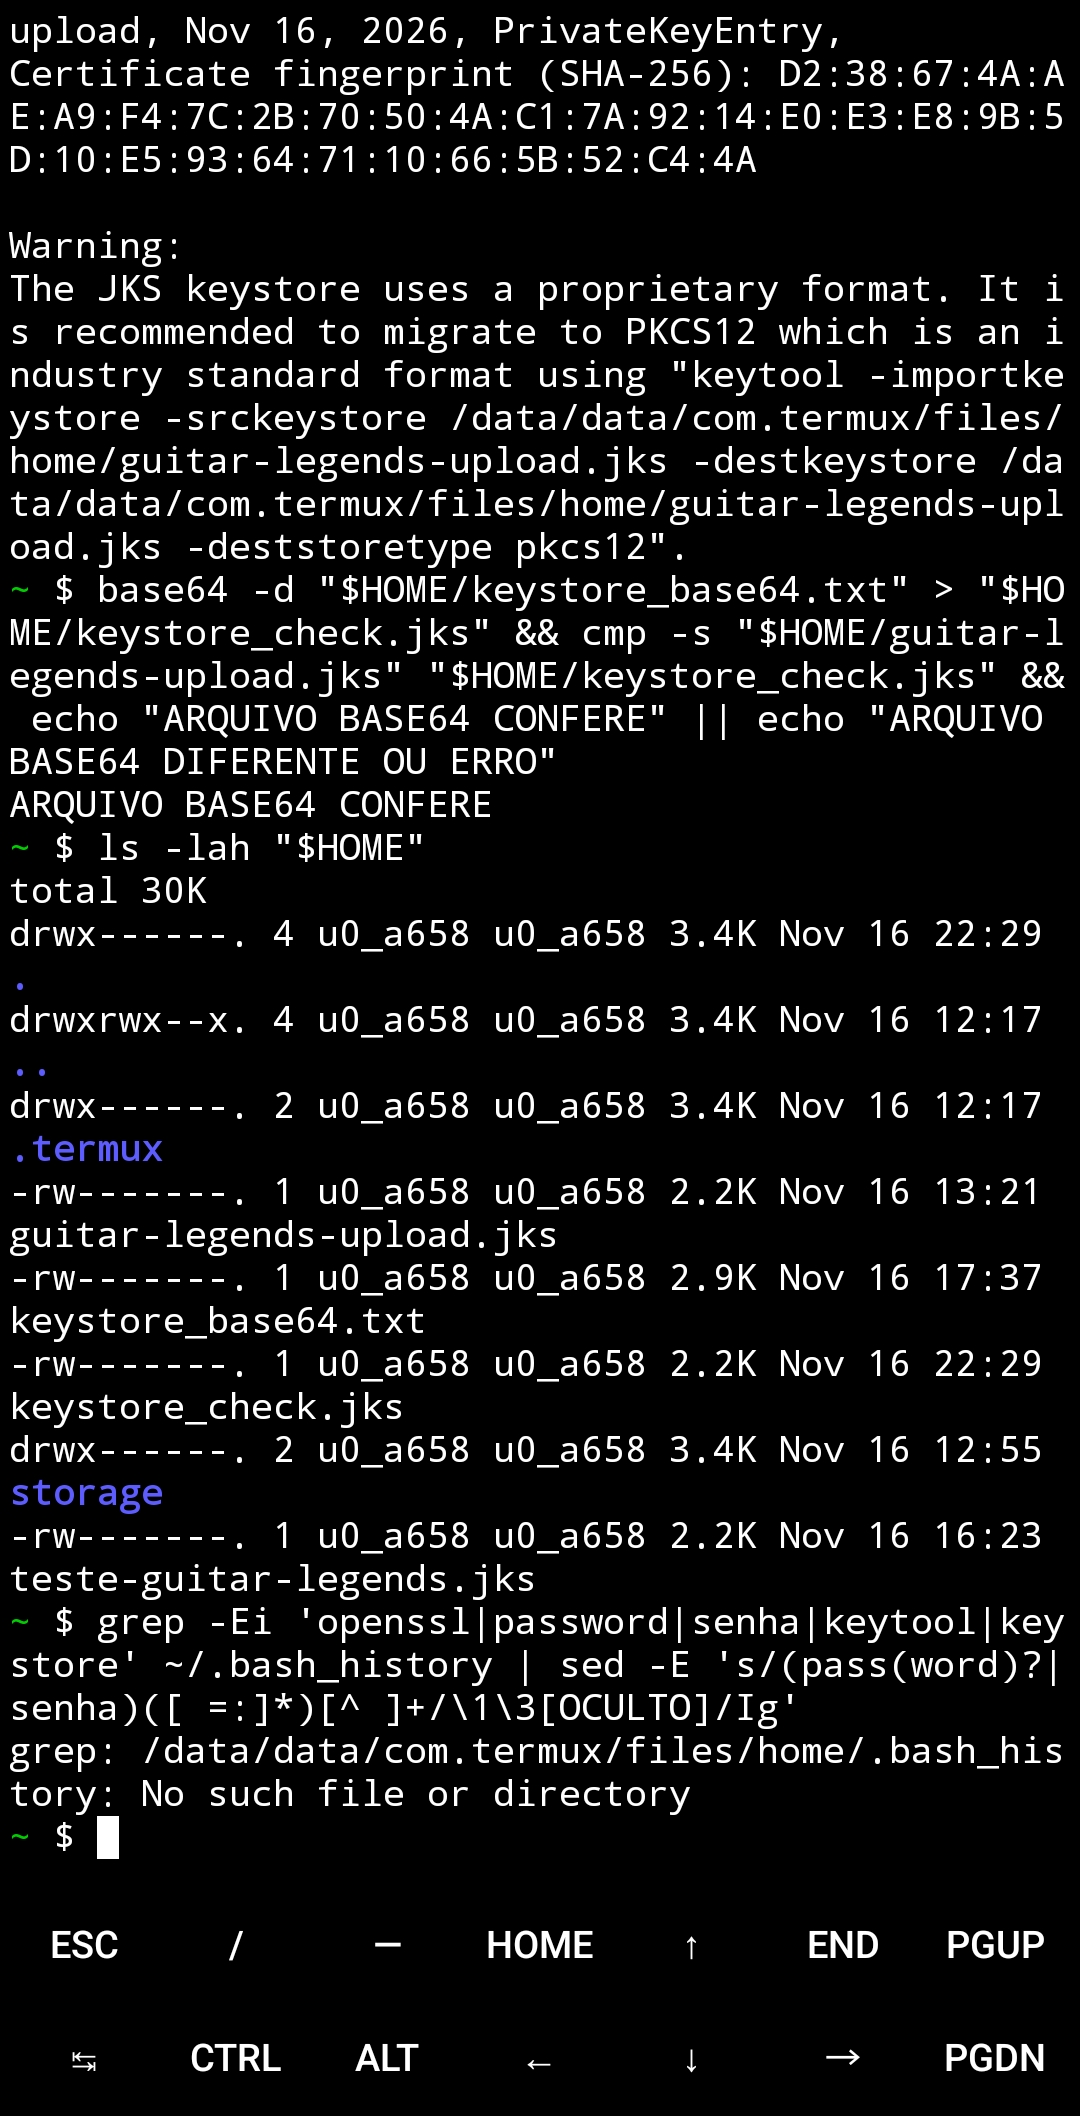 upload, Nov 16, 2026, PrivateKeyEntry,
Certificate fingerprint (SHA-256): D2:38:67:4A:A
E:A9:F4:7C:2B:70:50:4A:C1:7A:92:14:E0:E3:E8:9B:5
D:10:E5:93:64:71:10:66:5B:52:C4:4A
Warning:
The JKS keystore uses a proprietary format. It i
s recommended to migrate to PKCS12 which is an i
ndustry standard format using "keytool -importke
ystore -srckeystore /data/data/com.termux/files/
home/guitar-legends-upload.jks -destkeystore /da
ta/data/com.termux/files/home/guitar-legends-upl
oad.jks -deststoretype pkcs12".
~ $ base64 -d "$HOME/keystore_base64.txt" > "$HO
ME/keystore_check.jks" && cmp -s "$HOME/guitar-l
egends-upload.jks" "$HOME/keystore_check.jks" &&
 echo "ARQUIVO BASE64 CONFERE" || echo "ARQUIVO
BASE64 DIFERENTE OU ERRO"
ARQUIVO BASE64 CONFERE
~ $ ls -lah "$HOME"
total 30K
drwx------. 4 u0_a658 u0_a658 3.4K Nov 16 22:29
.
drwxrwx--x. 4 u0_a658 u0_a658 3.4K Nov 16 12:17
..
drwx------. 2 u0_a658 u0_a658 3.4K Nov 16 12:17
.termux
-rw-------. 1 u0_a658 u0_a658 2.2K Nov 16 13:21
guitar-legends-upload.jks
-rw-------. 1 u0_a658 u0_a658 2.9K Nov 16 17:37
keystore_base64.txt
-rw-------. 1 u0_a658 u0_a658 2.2K Nov 16 22:29
keystore_check.jks
drwx------. 2 u0_a658 u0_a658 3.4K Nov 16 12:55
storage
-rw-------. 1 u0_a658 u0_a658 2.2K Nov 16 16:23
teste-guitar-legends.jks
~ $ grep -Ei 'openssl|password|senha|keytool|key
store' ~/.bash_history | sed -E 's/(pass(word)?|
senha)([ =:]*)[^ ]+/\1\3[OCULTO]/Ig'
grep: /data/data/com.termux/files/home/.bash_his
tory: No such file or directory
~ $
ESC / — HOME ↑ END PGUP
↹ CTRL ALT ← ↓ → PGDN